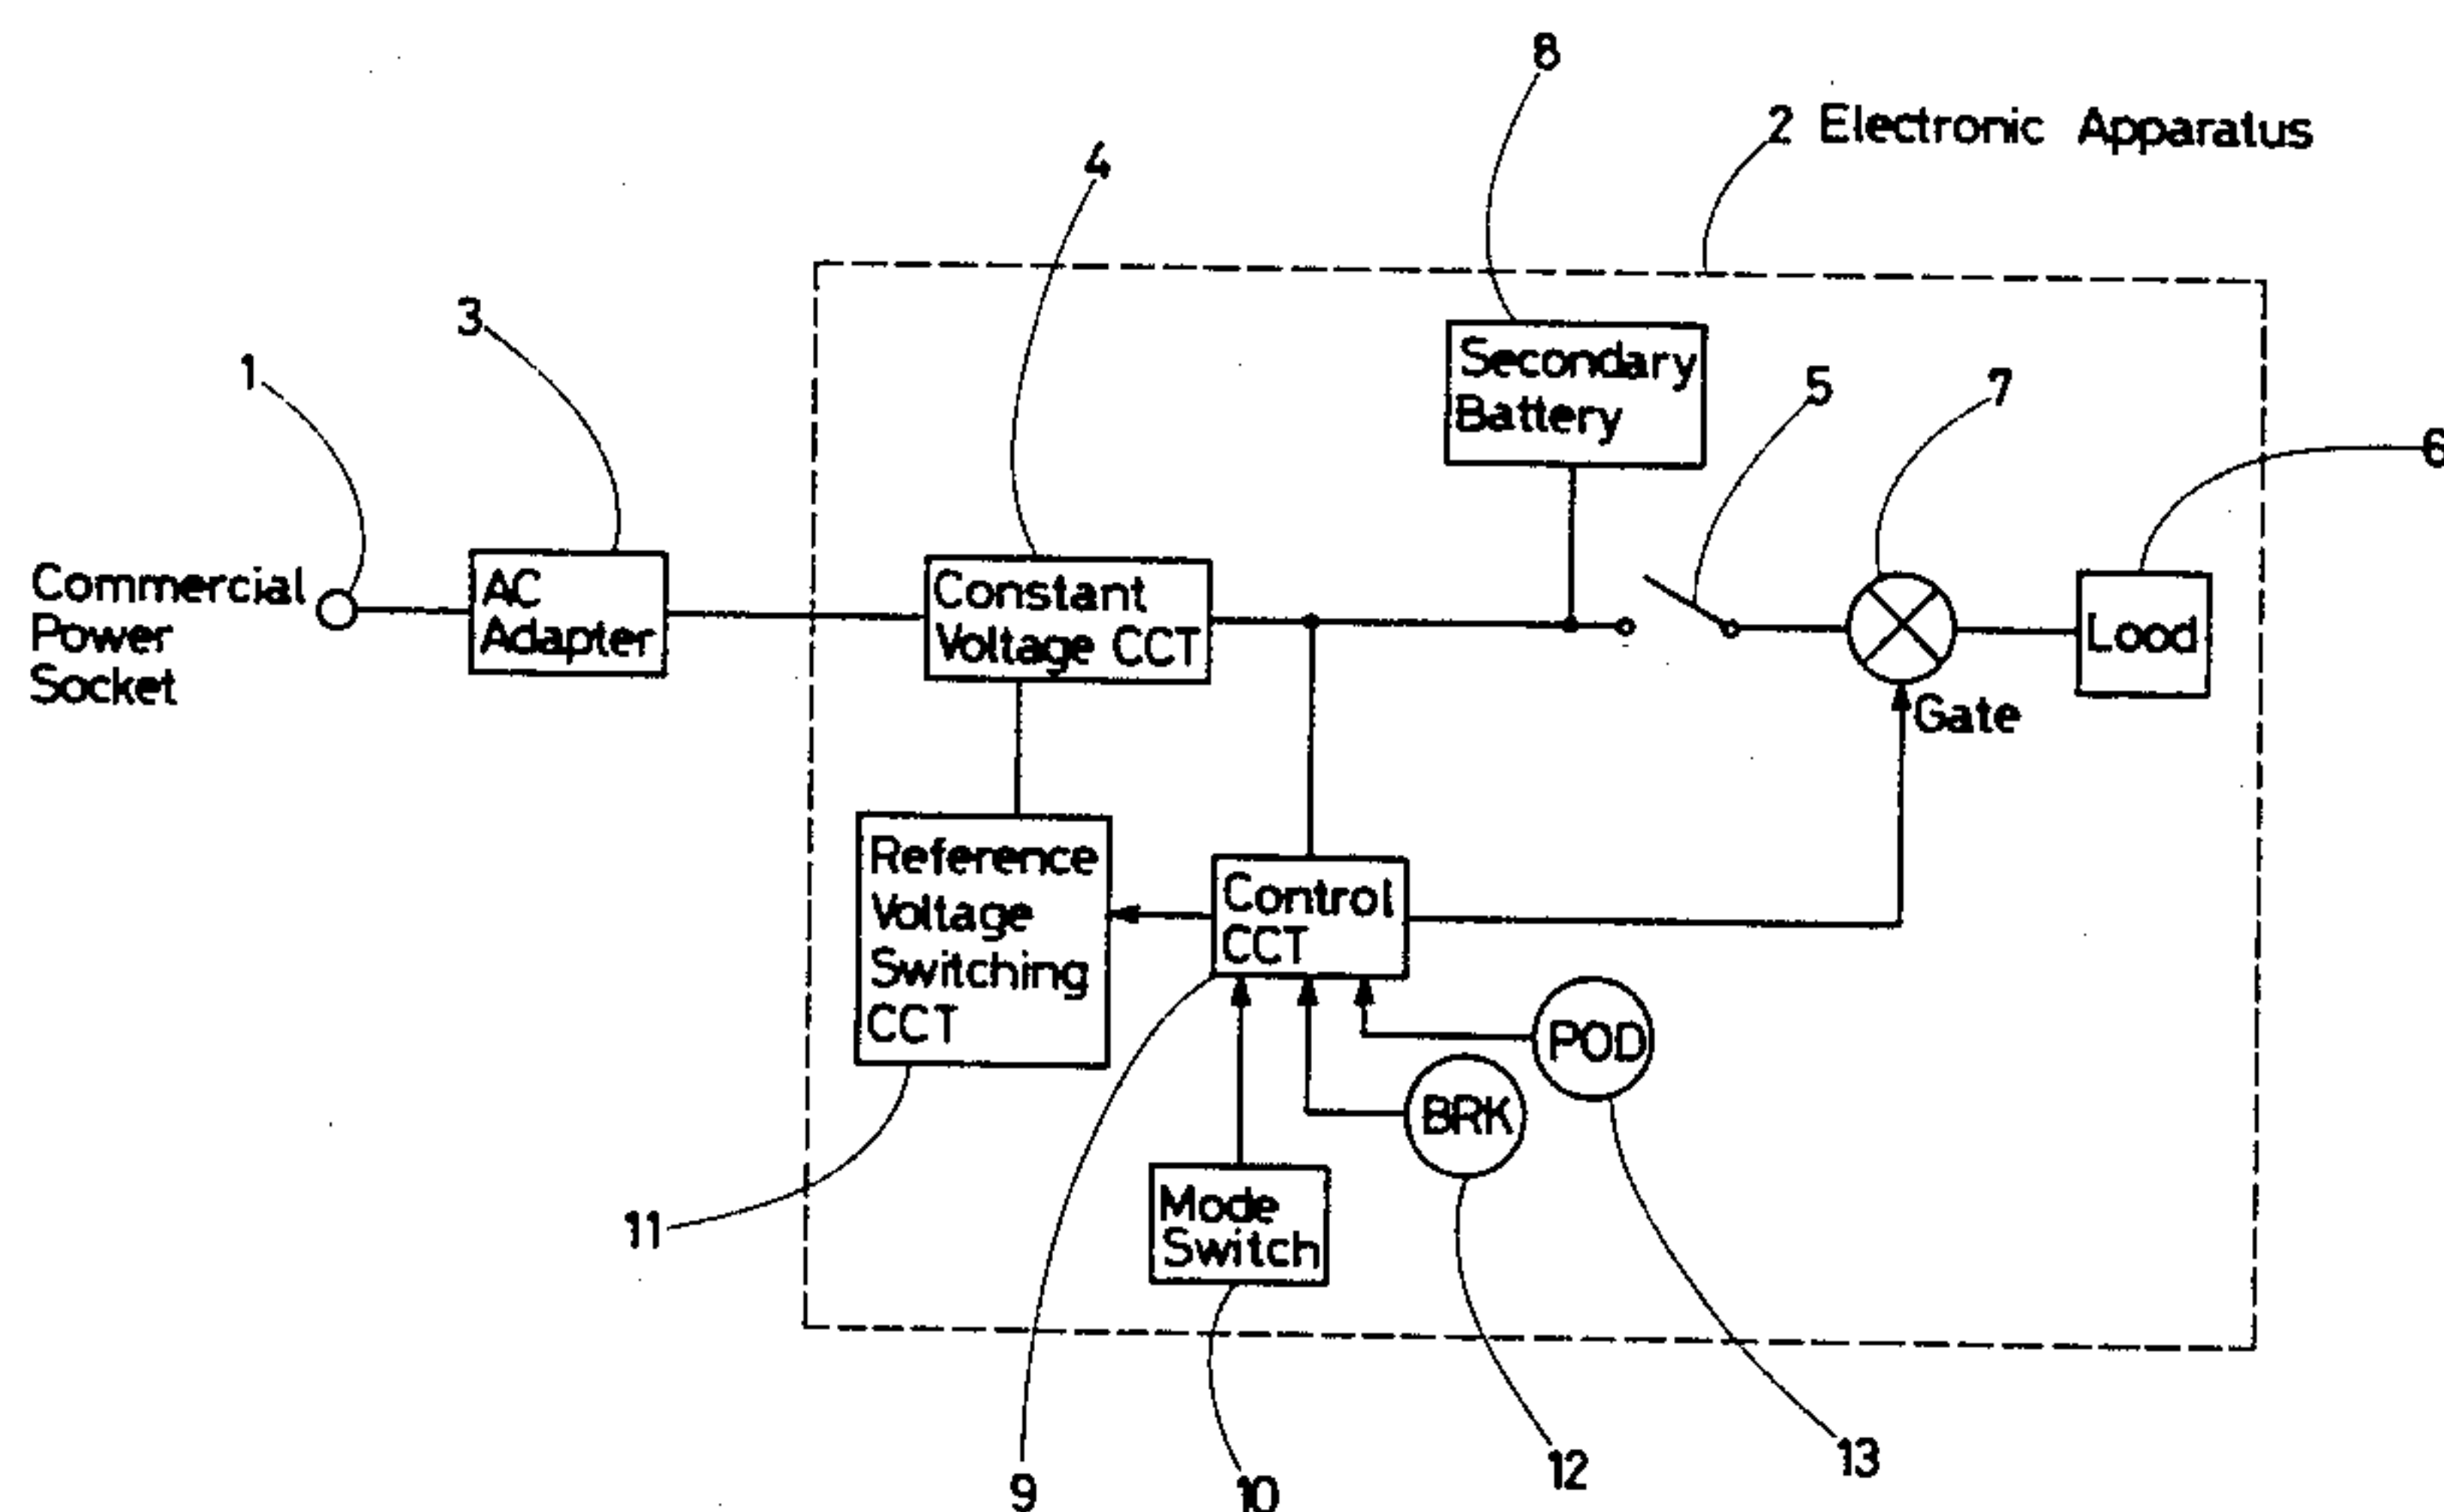 8
2 Electronic Apparatus
4
3
1
Secondary
Battery
5
7
6
Commercial
Power
Socket
AC
Adapter
Constant
Voltage CCT
Lood
Gate
Reference
Voltage
Switching
CCT
Control
CCT
POD
BRK
Mode
Switch
11
9
10
12
13